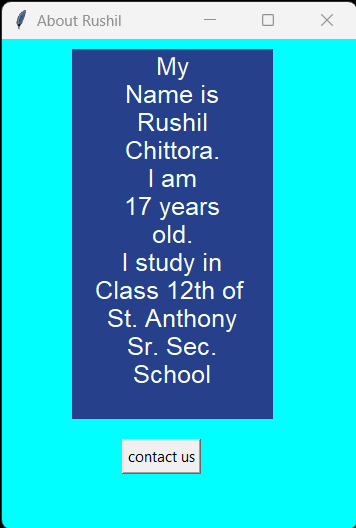 About Rushil
My
Name is
Rushil
Chittora.
I am
17 years
old.
I study in
Class 12th of
St. Anthony
Sr. Sec.
School
contact us